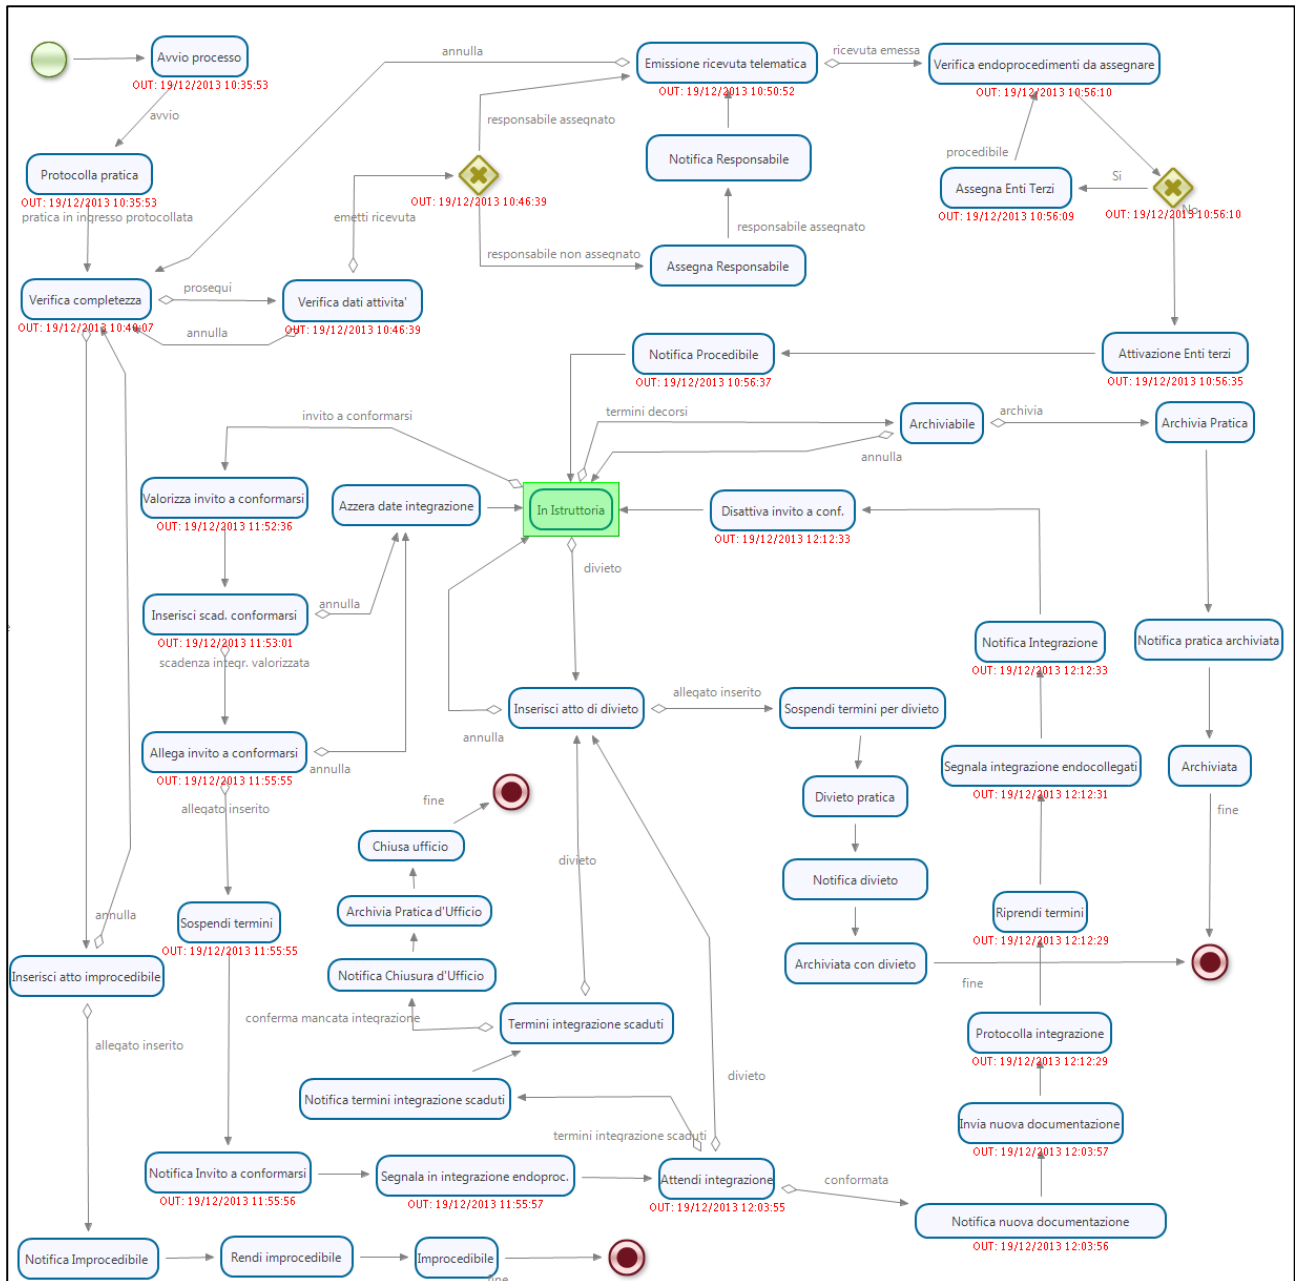 Avvio processo
OUT: 19/12/2013 10:35:53
avvio
Protocolla pratica
OUT: 19/12/2013 10:35:53
pratica in ingresso protocollata
annulla
Emissione ricevuta telematica
OUT: 19/12/2013 10:50:52
ricevuta emessa
Verifica endoprocedimenti da assegnare
OUT: 19/12/2013 10:56:10
responsabile assegnato
OUT: 19/12/2013 10:46:39
Notifica Responsabile
responsabile assegnato
responsabile non assegnato
Assegna Responsabile
procedibile
Assegna Enti Terzi
OUT: 19/12/2013 10:56:09
Si
OUT: 19/12/2013 10:56:10
No
emetti ricevuta
Verifica completezza
OUT: 19/12/2013 10:40:07
prosegui
annulla
Verifica dati attivita'
OUT: 19/12/2013 10:46:39
Notifica Procedibile
OUT: 19/12/2013 10:56:37
Attivazione Enti terzi
OUT: 19/12/2013 10:56:35
invito a conformarsi
termini decorsi
Archiviabile
archivia
Archivia Pratica
annulla
Valorizza invito a conformarsi
OUT: 19/12/2013 11:52:36
Azzera date integrazione
In Istruttoria
Disattiva invito a conf.
OUT: 19/12/2013 12:12:33
divieto
Inserisci scad. conformarsi
OUT: 19/12/2013 11:53:01
annulla
scadenza integr. valorizzata
Notifica Integrazione
OUT: 19/12/2013 12:12:33
Notifica pratica archiviata
Inserisci atto di divieto
annulla
allegato inserito
Sospendi termini per divieto
Allega invito a conformarsi
OUT: 19/12/2013 11:55:55
annulla
allegato inserito
Segnala integrazione endocollegati
OUT: 19/12/2013 12:12:31
Archiviata
fine
fine
Divieto pratica
Chiusa ufficio
divieto
Notifica divieto
annulla
Sospendi termini
OUT: 19/12/2013 11:55:55
Archivia Pratica d'Ufficio
Riprendi termini
OUT: 19/12/2013 12:12:29
Inserisci atto improcedibile
Notifica Chiusura d'Ufficio
Archiviata con divieto
fine
conferma mancata integrazione
Termini integrazione scaduti
allegato inserito
Protocolla integrazione
OUT: 19/12/2013 12:12:29
divieto
Notifica termini integrazione scaduti
termini integrazione scaduti
Invia nuova documentazione
OUT: 19/12/2013 12:03:57
Notifica Invito a conformarsi
OUT: 19/12/2013 11:55:56
Segnala in integrazione endoproc.
OUT: 19/12/2013 11:55:57
Attendi integrazione
OUT: 19/12/2013 12:03:55
conformata
Notifica nuova documentazione
OUT: 19/12/2013 12:03:56
Notifica Improcedibile
Rendi improcedibile
Improcedibile
fine